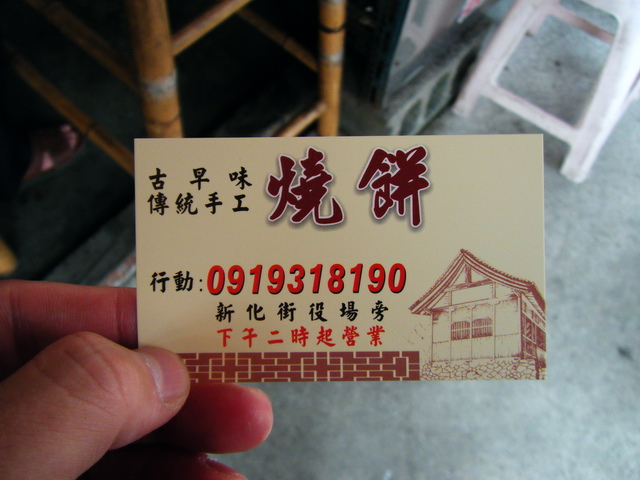 古早味
傳統手工
燒餅
行動:0919318190
新化街役場旁
下午二時起營業